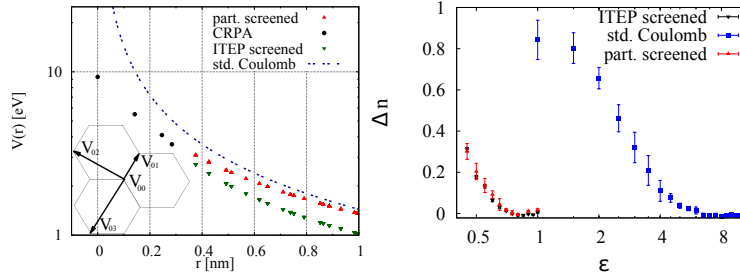 part. screened
CRPA
ITEP screened
std. Coulomb
V(r) [eV]
10
1
V₀₂
V₀₁
V₀₀
V₀₃
0 0.2 0.4 0.6 0.8 1
r [nm]
ITEP screened
std. Coulomb
part. screened
Δn
1
0.8
0.6
0.4
0.2
0
0.5 1 2 4 8
ε